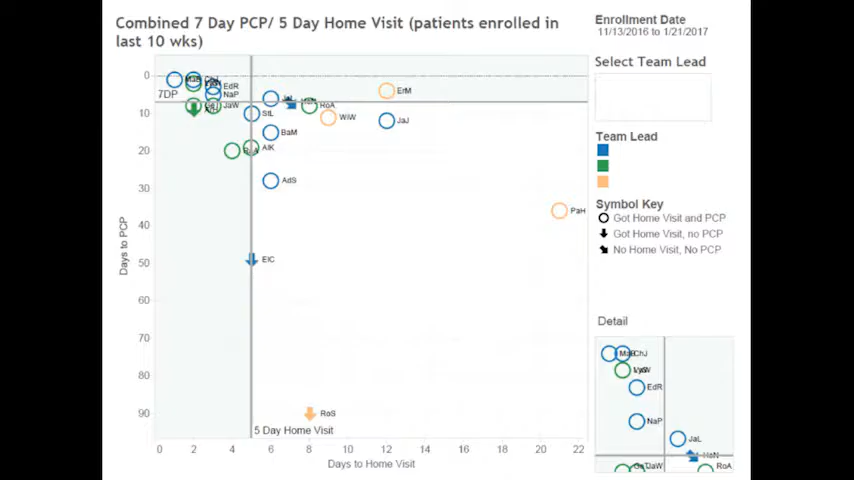 Combined 7 Day PCP/ 5 Day Home Visit (patients enrolled in
last 10 wks)
Enrollment Date
11/13/2016 to 1/21/2017
Select Team Lead
Team Lead
Symbol Key
Got Home Visit and PCP
Got Home Visit, no PCP
No Home Visit, No PCP
Detail
Days to PCP
0
10
20
30
40
50
60
70
80
90
7DP
ChJ
EdR
NaP
JaW
JaL
RoA
ErM
StL
WiW
JaJ
BaM
AlK
AdS
PaH
ElC
RoS
5 Day Home Visit
0 2 4 6 8 10 12 14 16 18 20 22
Days to Home Visit
ChJ
EdR
NaP
JaL
HaN
JaW
RoA